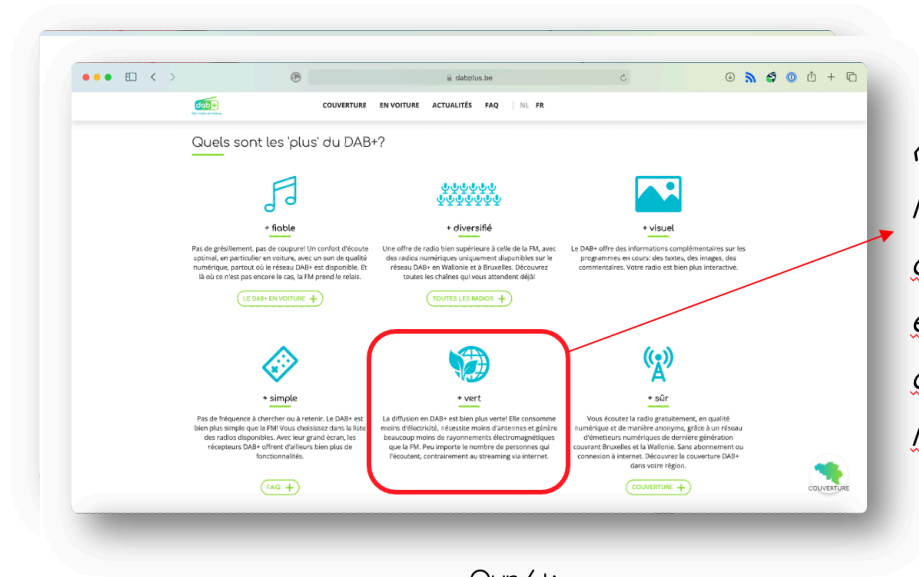 dabplus.be
dab+
COUVERTURE EN VOITURE ACTUALITÉS FAQ | NL FR
Quels sont les 'plus' du DAB+?
+ fiable
Pas de grésillement, pas de coupure! Un confort d'écoute
optimal, en particulier en voiture, avec un son de qualité
numérique, partout où le réseau DAB+ est disponible. Et
là où ce n'est pas encore le cas, la FM prend le relais.
LE DAB+ EN VOITURE +
+ diversifié
Une offre de radio bien supérieure à celle de la FM, avec
des radios numériques uniquement disponibles sur le
réseau DAB+ en Wallonie et à Bruxelles. Découvrez
toutes les chaînes qui vous attendent déjà!
TOUTES LES RADIOS +
+ visuel
Le DAB+ offre des informations complémentaires sur les
programmes en cours: des textes, des images, des
commentaires. Votre radio est bien plus interactive.
+ simple
Pas de fréquence à chercher ou à retenir. Le DAB+ est
bien plus simple que la FM! Vous choisissez dans la liste
des radios disponibles. Avec leur grand écran, les
récepteurs DAB+ offrent d'ailleurs bien plus de
fonctionnalités.
FAQ +
+ vert
La diffusion en DAB+ est bien plus verte! Elle consomme
moins d'électricité, nécessite moins d'antennes et génère
beaucoup moins de rayonnements électromagnétiques
que la FM. Peu importe le nombre de personnes qui
l'écoutent, contrairement au streaming via internet.
+ sûr
Vous écoutez la radio gratuitement, en qualité
numérique et de manière anonyme, grâce à un réseau
d'émetteurs numériques de dernière génération
couvrant Bruxelles et la Wallonie. Sans abonnement ou
connexion à internet. Découvrez la couverture DAB+
dans votre région.
COUVERTURE +
COUVERTURE